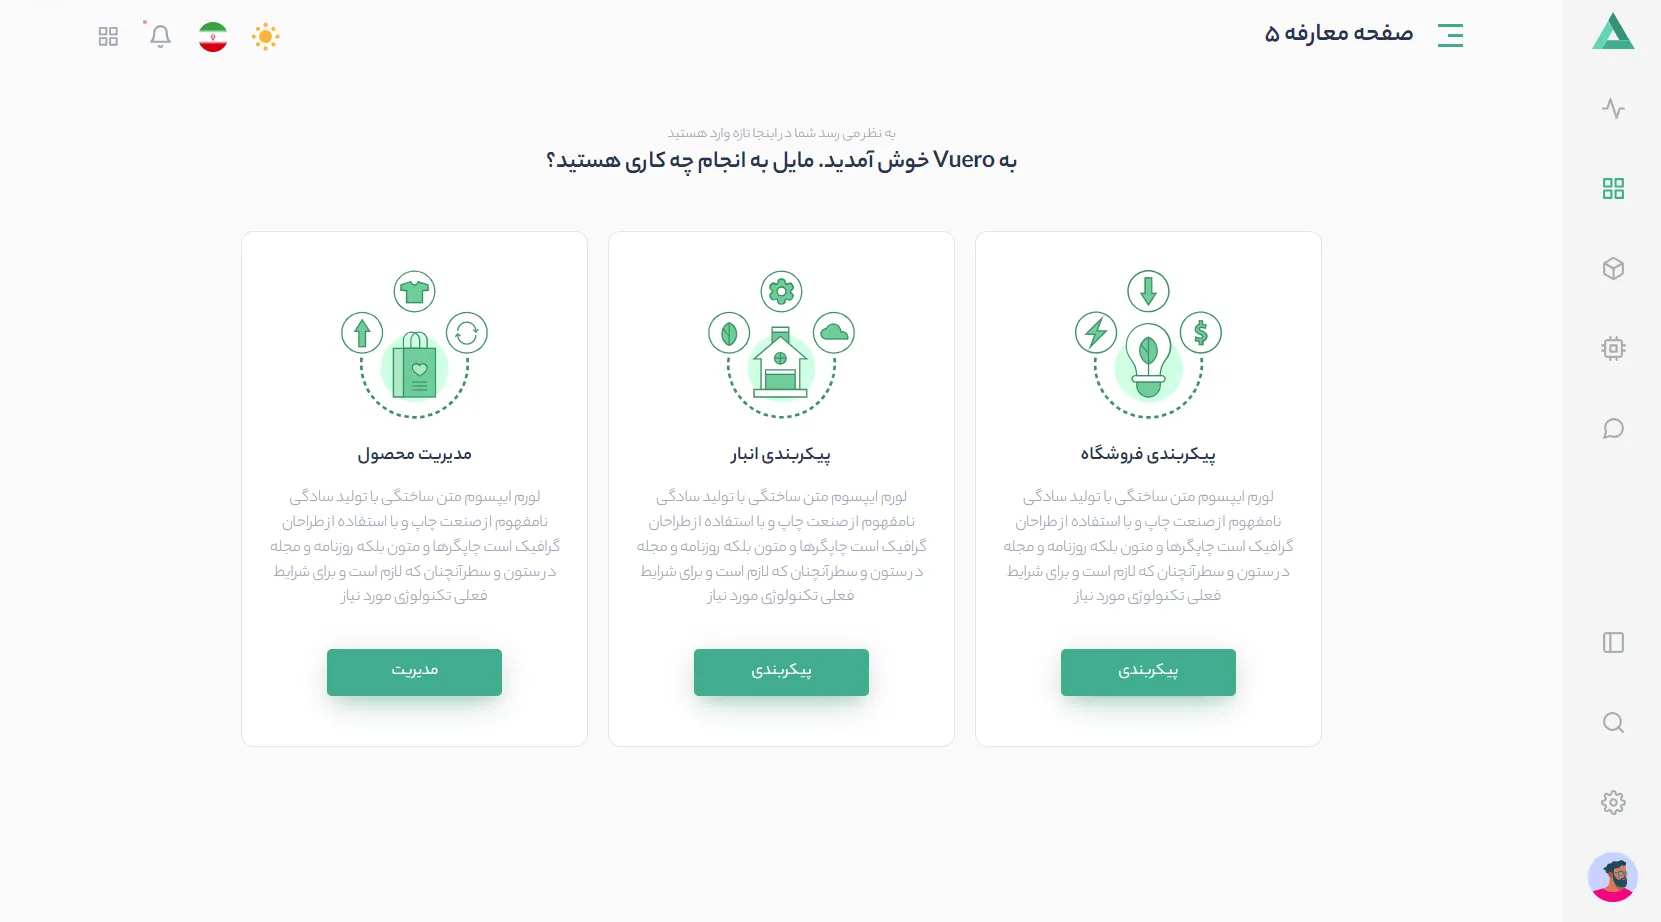 صفحه معارفه ۵
به نظر می رسد شما در اینجا تازه وارد هستید
به Vuero خوش آمدید. مایل به انجام چه کاری هستید؟
پیکربندی فروشگاه
لورم ایپسوم متن ساختگی با تولید سادگی
نامفهوم از صنعت چاپ و با استفاده از طراحان
گرافیک است چاپگرها و متون بلکه روزنامه و مجله
در ستون و سطرآنچنان که لازم است و برای شرایط
فعلی تکنولوژی مورد نیاز
پیکربندی
پیکربندی انبار
لورم ایپسوم متن ساختگی با تولید سادگی
نامفهوم از صنعت چاپ و با استفاده از طراحان
گرافیک است چاپگرها و متون بلکه روزنامه و مجله
در ستون و سطرآنچنان که لازم است و برای شرایط
فعلی تکنولوژی مورد نیاز
پیکربندی
مدیریت محصول
لورم ایپسوم متن ساختگی با تولید سادگی
نامفهوم از صنعت چاپ و با استفاده از طراحان
گرافیک است چاپگرها و متون بلکه روزنامه و مجله
در ستون و سطرآنچنان که لازم است و برای شرایط
فعلی تکنولوژی مورد نیاز
مدیریت